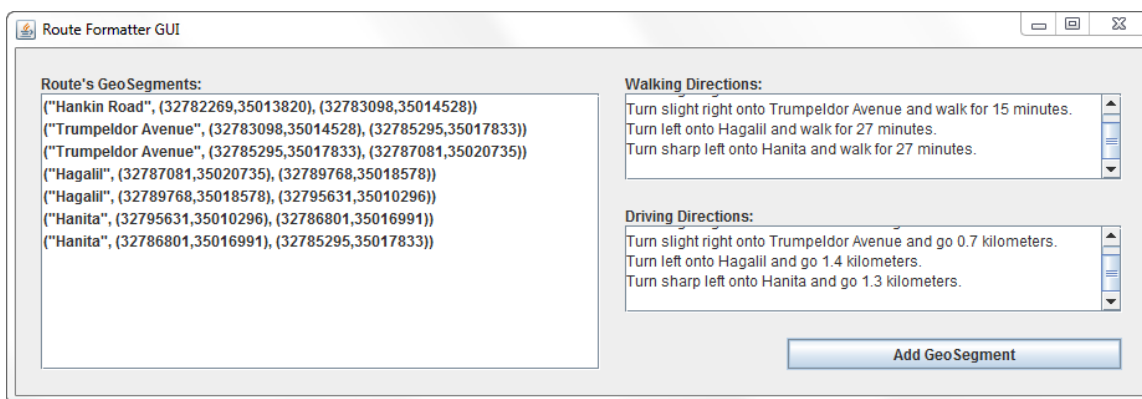 Route Formatter GUI
Route's GeoSegments:
("Hankin Road", (32782269,35013820), (32783098,35014528))
("Trumpeldor Avenue", (32783098,35014528), (32785295,35017833))
("Trumpeldor Avenue", (32785295,35017833), (32787081,35020735))
("Hagalil", (32787081,35020735), (32789768,35018578))
("Hagalil", (32789768,35018578), (32795631,35010296))
("Hanita", (32795631,35010296), (32786801,35016991))
("Hanita", (32786801,35016991), (32785295,35017833))
Walking Directions:
Turn slight right onto Trumpeldor Avenue and walk for 15 minutes.
Turn left onto Hagalil and walk for 27 minutes.
Turn sharp left onto Hanita and walk for 27 minutes.
Driving Directions:
Turn slight right onto Trumpeldor Avenue and go 0.7 kilometers.
Turn left onto Hagalil and go 1.4 kilometers.
Turn sharp left onto Hanita and go 1.3 kilometers.
Add GeoSegment